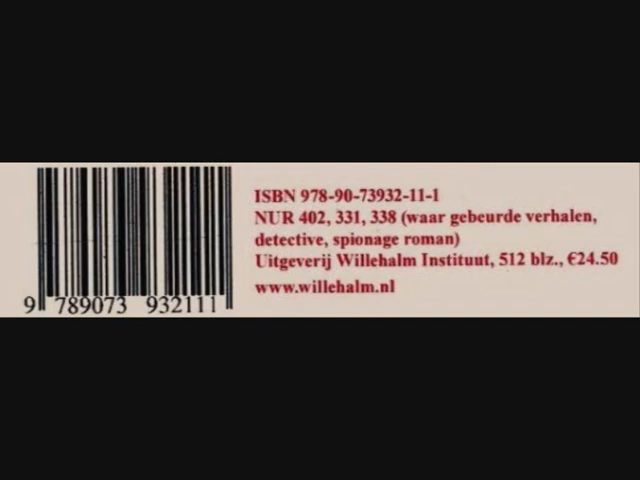 ISBN 978-90-73932-11-1
NUR 402, 331, 338 (waar gebeurde verhalen,
detective, spionage roman)
Uitgeverij Willehalm Instituut, 512 blz., €24.50
www.willehalm.nl
9 789073 932111